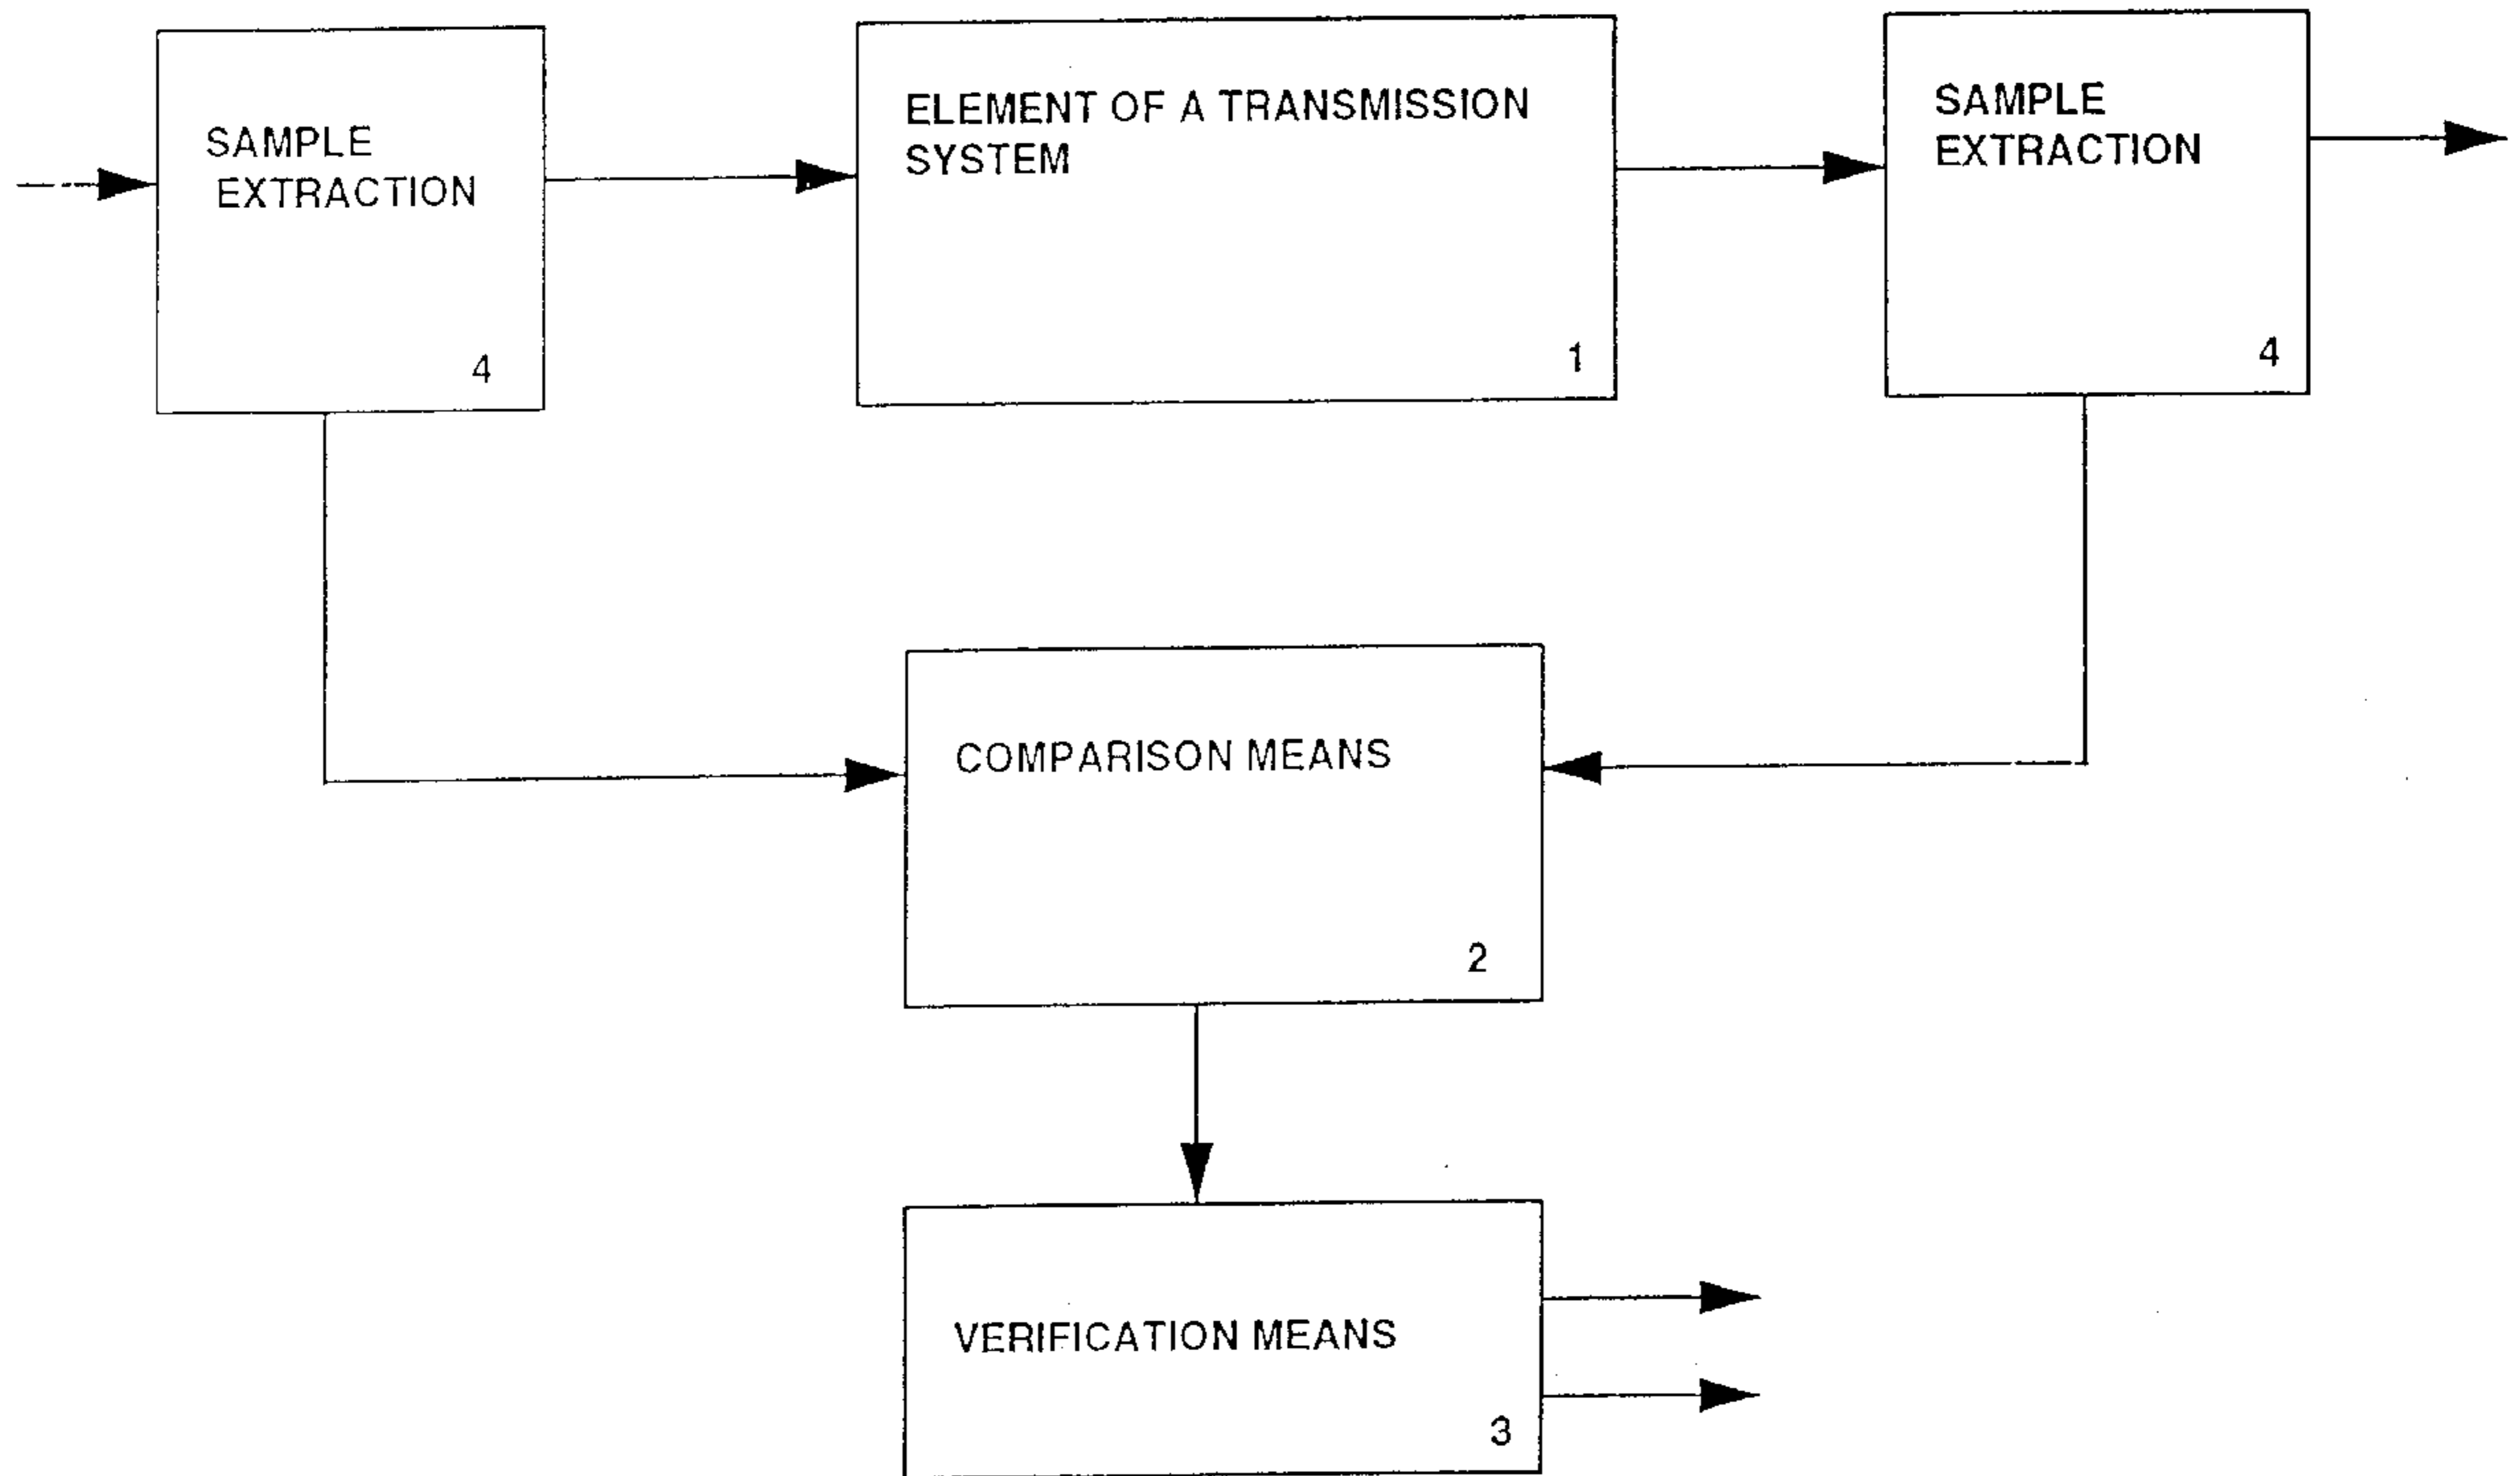 SAMPLE
EXTRACTION
4
ELEMENT OF A TRANSMISSION
SYSTEM
1
SAMPLE
EXTRACTION
4
COMPARISON MEANS
2
VERIFICATION MEANS
3